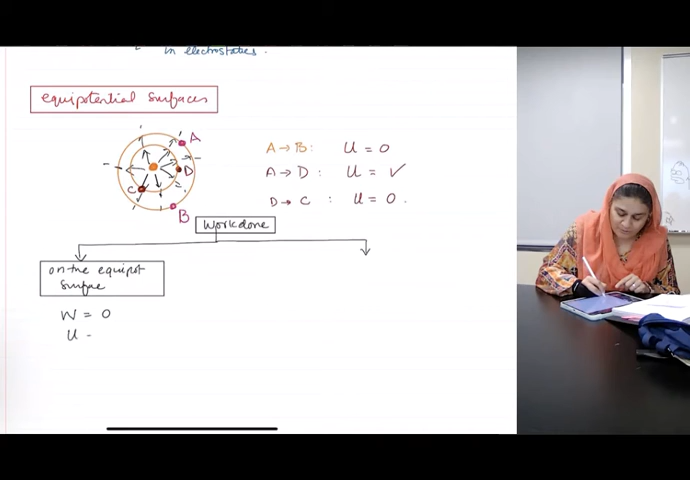 in electrostatics.
equipotential surfaces
A
D
C
B
A → B: U = 0
A → D : U = ✓
D → C : U = 0.
Workdone
on the equipot
surface
W = 0
U -